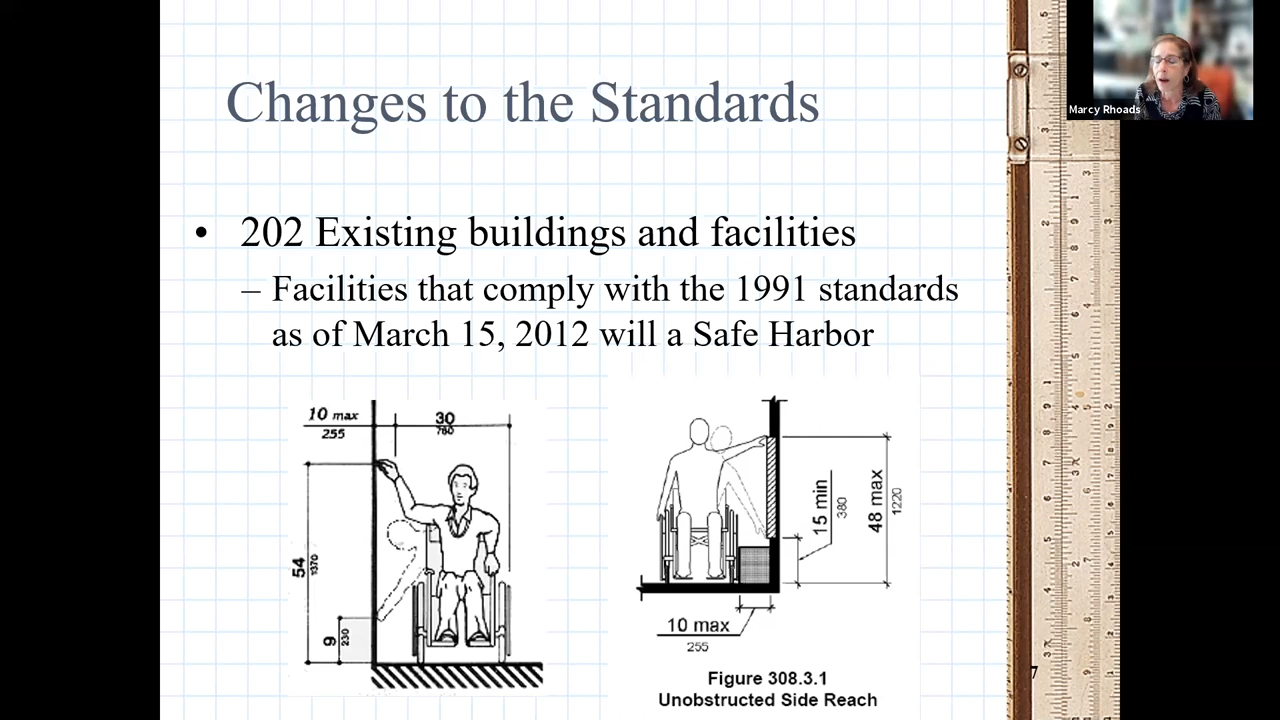 Changes to the Standards
Marcy Rhoads
• 202 Existing buildings and facilities
– Facilities that comply with the 1991 standards
as of March 15, 2012 will a Safe Harbor
10 max
255
30
760
54
1370
9
230
15 min
380
48 max
1220
10 max
255
Figure 308.3.1
Unobstructed Side Reach
7